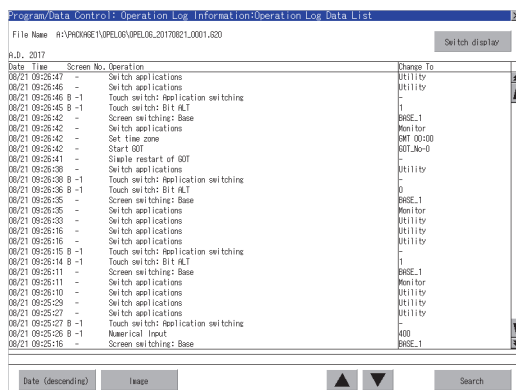 Program/Data Control: Operation Log Information:Operation Log Data List
File Name A:\PACKAGE1\OPELOG\OPELOG_20170821_0001.G2O
Switch display
A.D. 2017
Date Time Screen No. Operation Change To
08/21 09:26:47 - Switch applications Utility
08/21 09:26:46 - Switch applications Utility
08/21 09:26:46 B -1 Touch switch: Application switching -
08/21 09:26:45 B -1 Touch switch: Bit ALT 1
08/21 09:26:42 - Screen switching: Base BASE_1
08/21 09:26:42 - Switch applications Monitor
08/21 09:26:42 - Set time zone GMT 00:00
08/21 09:26:42 - Start GOT GOT_No-0
08/21 09:26:41 - Simple restart of GOT -
08/21 09:26:38 - Switch applications Utility
08/21 09:26:38 B -1 Touch switch: Application switching -
08/21 09:26:36 B -1 Touch switch: Bit ALT 0
08/21 09:26:35 - Screen switching: Base BASE_1
08/21 09:26:35 - Switch applications Monitor
08/21 09:26:33 - Switch applications Utility
08/21 09:26:16 - Switch applications Utility
08/21 09:26:16 - Switch applications Utility
08/21 09:26:15 B -1 Touch switch: Application switching -
08/21 09:26:14 B -1 Touch switch: Bit ALT 1
08/21 09:26:11 - Screen switching: Base BASE_1
08/21 09:26:11 - Switch applications Monitor
08/21 09:26:10 - Switch applications Utility
08/21 09:25:29 - Switch applications Utility
08/21 09:25:27 - Switch applications Utility
08/21 09:25:27 B -1 Touch switch: Application switching -
08/21 09:25:26 B -1 Numerical Input 400
08/21 09:25:16 - Screen switching: Base BASE_1
Date (descending) Image ▲ ▼ Search